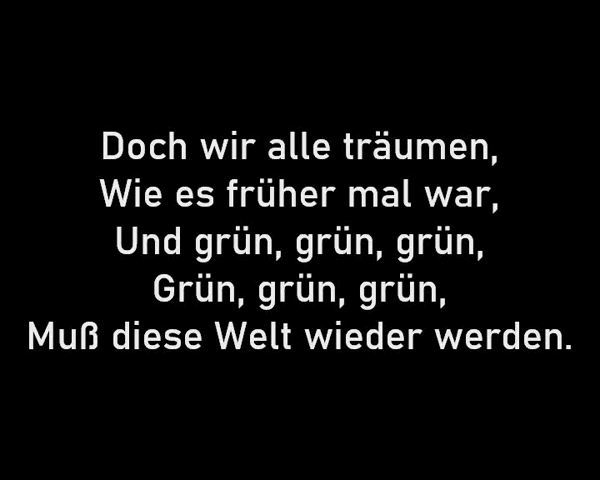 Doch wir alle träumen,
Wie es früher mal war,
Und grün, grün, grün,
Grün, grün, grün,
Muß diese Welt wieder werden.